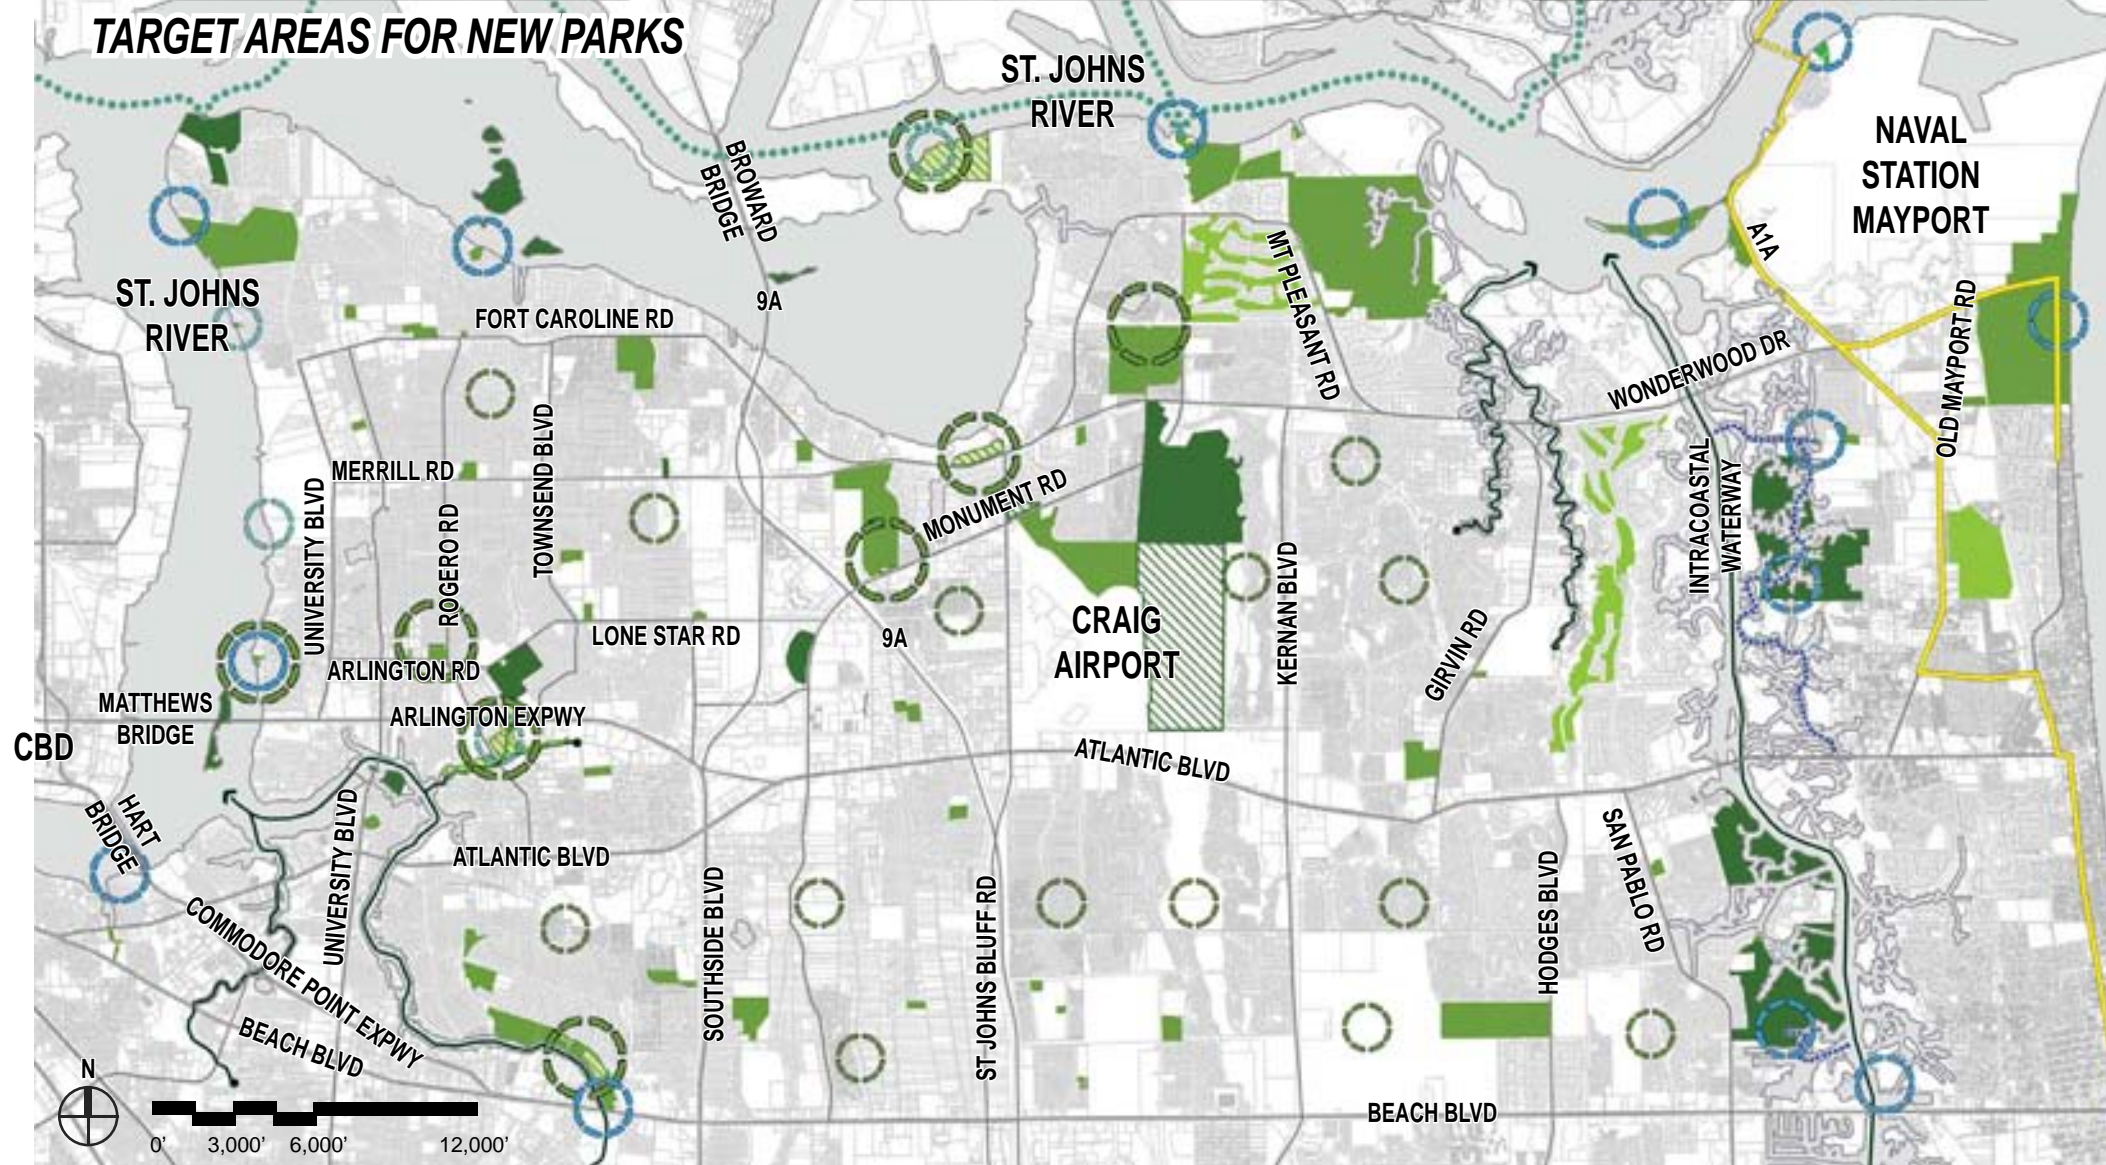 TARGET AREAS FOR NEW PARKS
ST. JOHNS
RIVER
NAVAL
STATION
MAYPORT
BROWARD
BRIDGE
A1A
MT PLEASANT RD
ST. JOHNS
RIVER
9A
FORT CAROLINE RD
OLD MAYPORT RD
WONDERWOOD DR
MERRILL RD
UNIVERSITY BLVD
ROGERO RD
TOWNSEND BLVD
MONUMENT RD
INTRACOASTAL
WATERWAY
KERNAN BLVD
CRAIG
AIRPORT
LONE STAR RD
9A
GIRVIN RD
ARLINGTON RD
MATTHEWS
BRIDGE
ARLINGTON EXPWY
CBD
ATLANTIC BLVD
HART
BRIDGE
UNIVERSITY BLVD
ATLANTIC BLVD
SAN PABLO RD
HODGES BLVD
SOUTHSIDE BLVD
ST JOHNS BLUFF RD
COMMODORE POINT EXPWY
BEACH BLVD
BEACH BLVD
N
0’ 3,000’ 6,000’ 12,000’